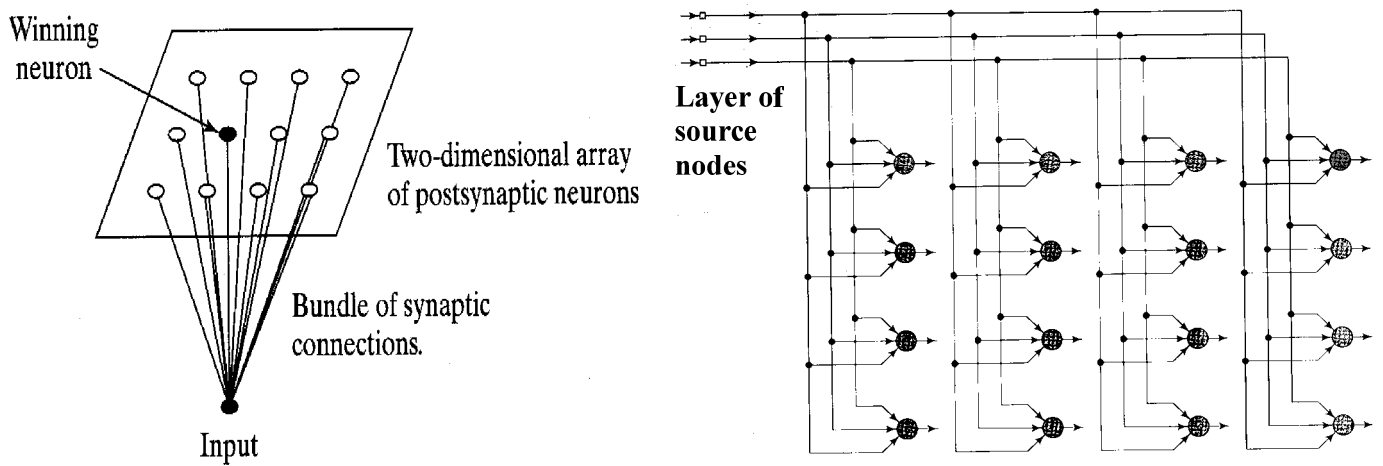 Winning
neuron
Two-dimensional array
of postsynaptic neurons
Bundle of synaptic
connections.
Input
Layer of
source
nodes